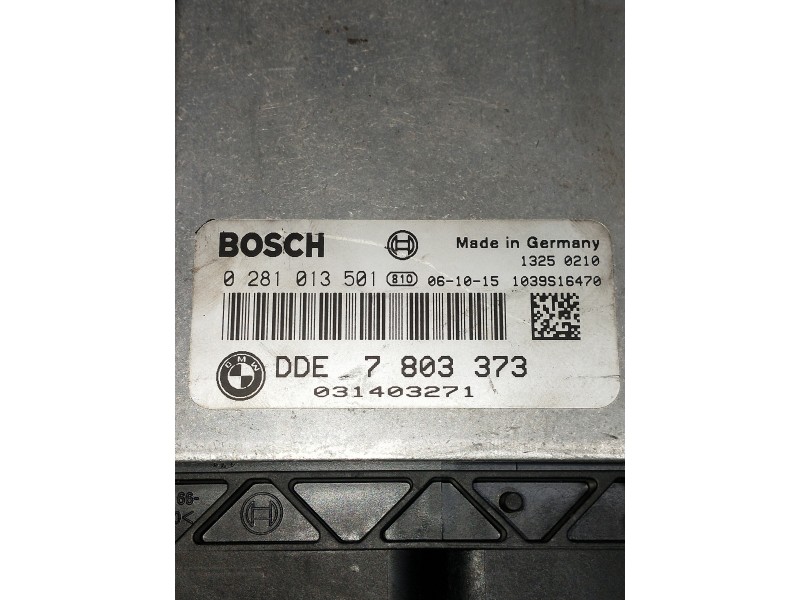 BOSCH Made in Germany
1325 0210
0 281 013 501 810 06-10-15 1039S16470
BMW DDE 7 803 373
031403271
66-